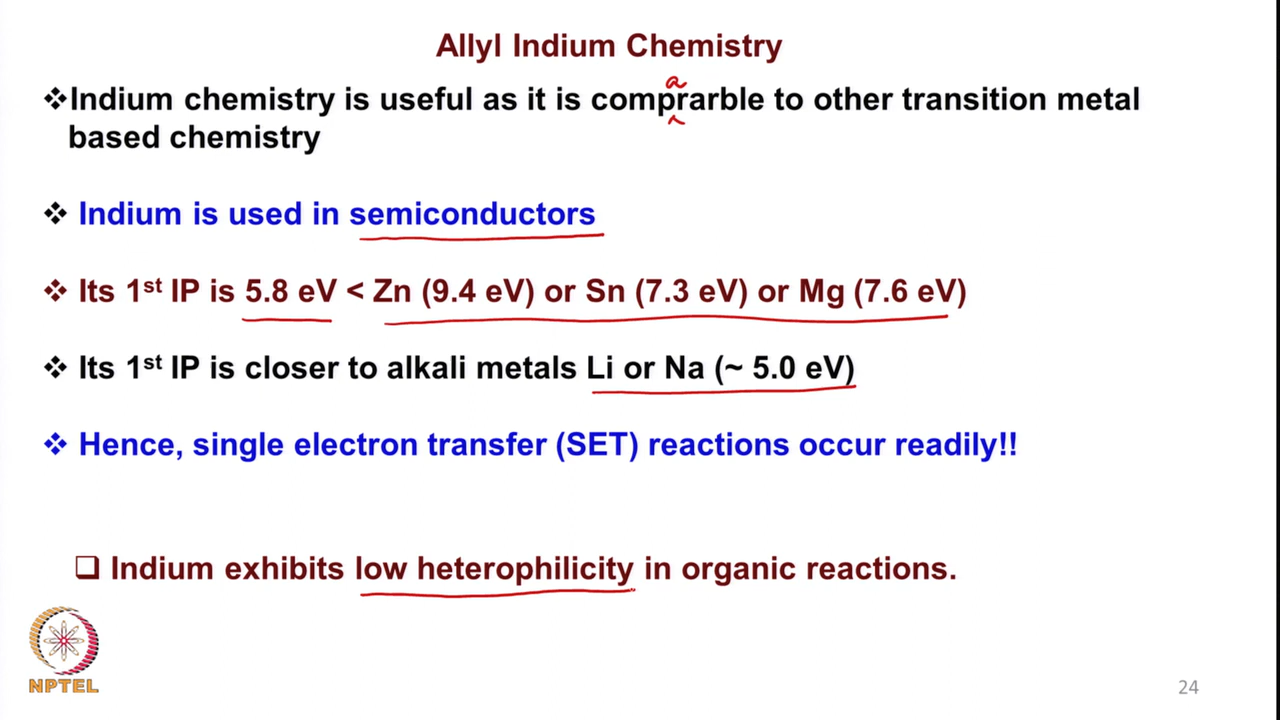 Allyl Indium Chemistry
❖Indium chemistry is useful as it is comprarble to other transition metal
a
based chemistry
❖ Indium is used in semiconductors
❖ Its 1st IP is 5.8 eV < Zn (9.4 eV) or Sn (7.3 eV) or Mg (7.6 eV)
❖ Its 1st IP is closer to alkali metals Li or Na (~ 5.0 eV)
❖ Hence, single electron transfer (SET) reactions occur readily!!
❑ Indium exhibits low heterophilicity in organic reactions.
NPTEL
24